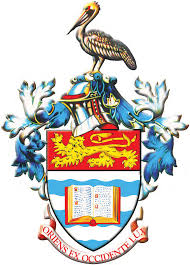 ORIENS EX OCCIDENTE LUX